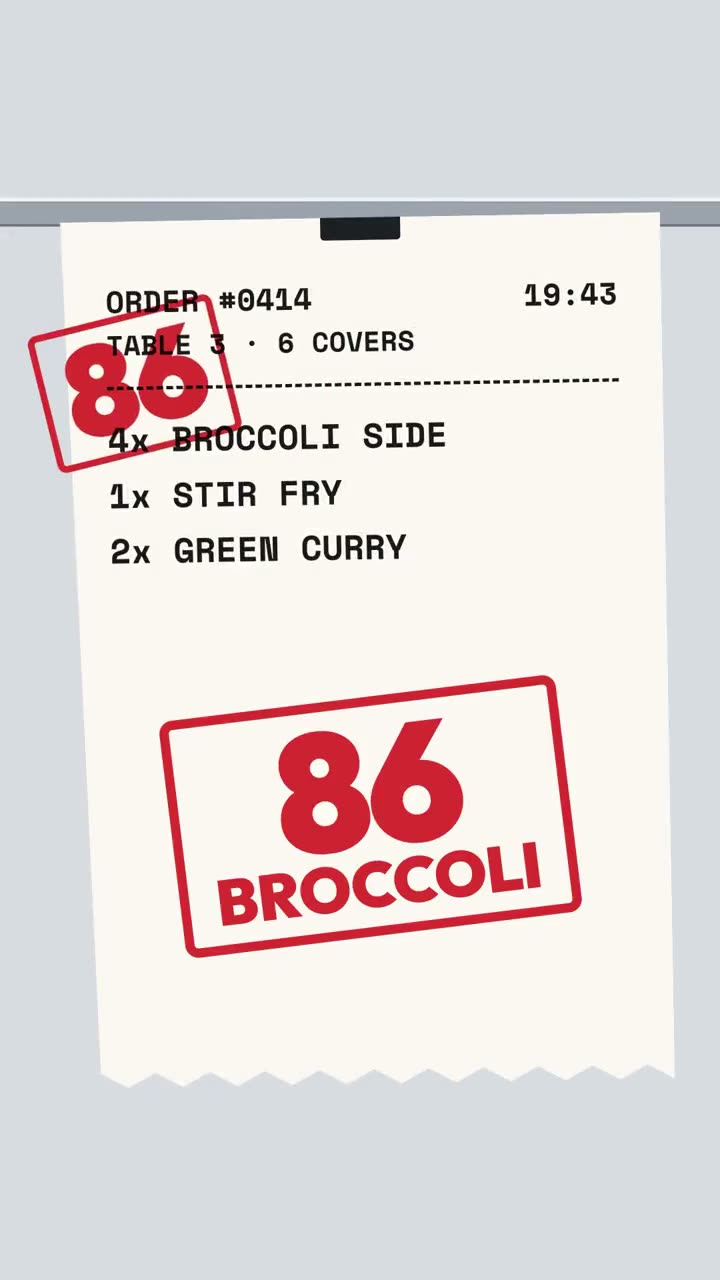 ORDER #0414 19:43
TABLE 3 · 6 COVERS
86
4x BROCCOLI SIDE
1x STIR FRY
2x GREEN CURRY
86
BROCCOLI